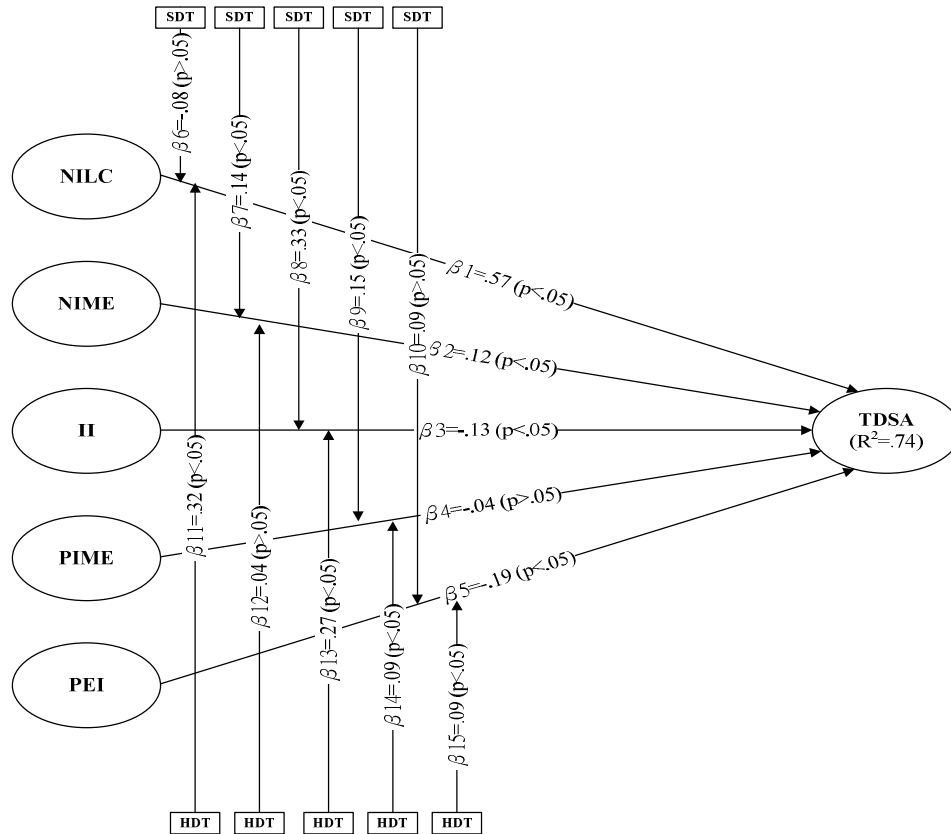 SDT SDT SDT SDT SDT
β6=-.08 (p>.05)
β7=.14 (p<.05)
β8=.33 (p<.05)
β9=.15 (p<.05)
β10=.09 (p>.05)
NILC
β1=.57 (p<.05)
NIME
β2=.12 (p<.05)
II
β3=-.13 (p<.05)
TDSA
(R²=.74)
PIME
β4=-.04 (p>.05)
PEI
β5=-.19 (p<.05)
β11=.32 (p<.05)
β12=.04 (p>.05)
β13=.27 (p<.05)
β14=.09 (p<.05)
β15=.09 (p<.05)
HDT HDT HDT HDT HDT